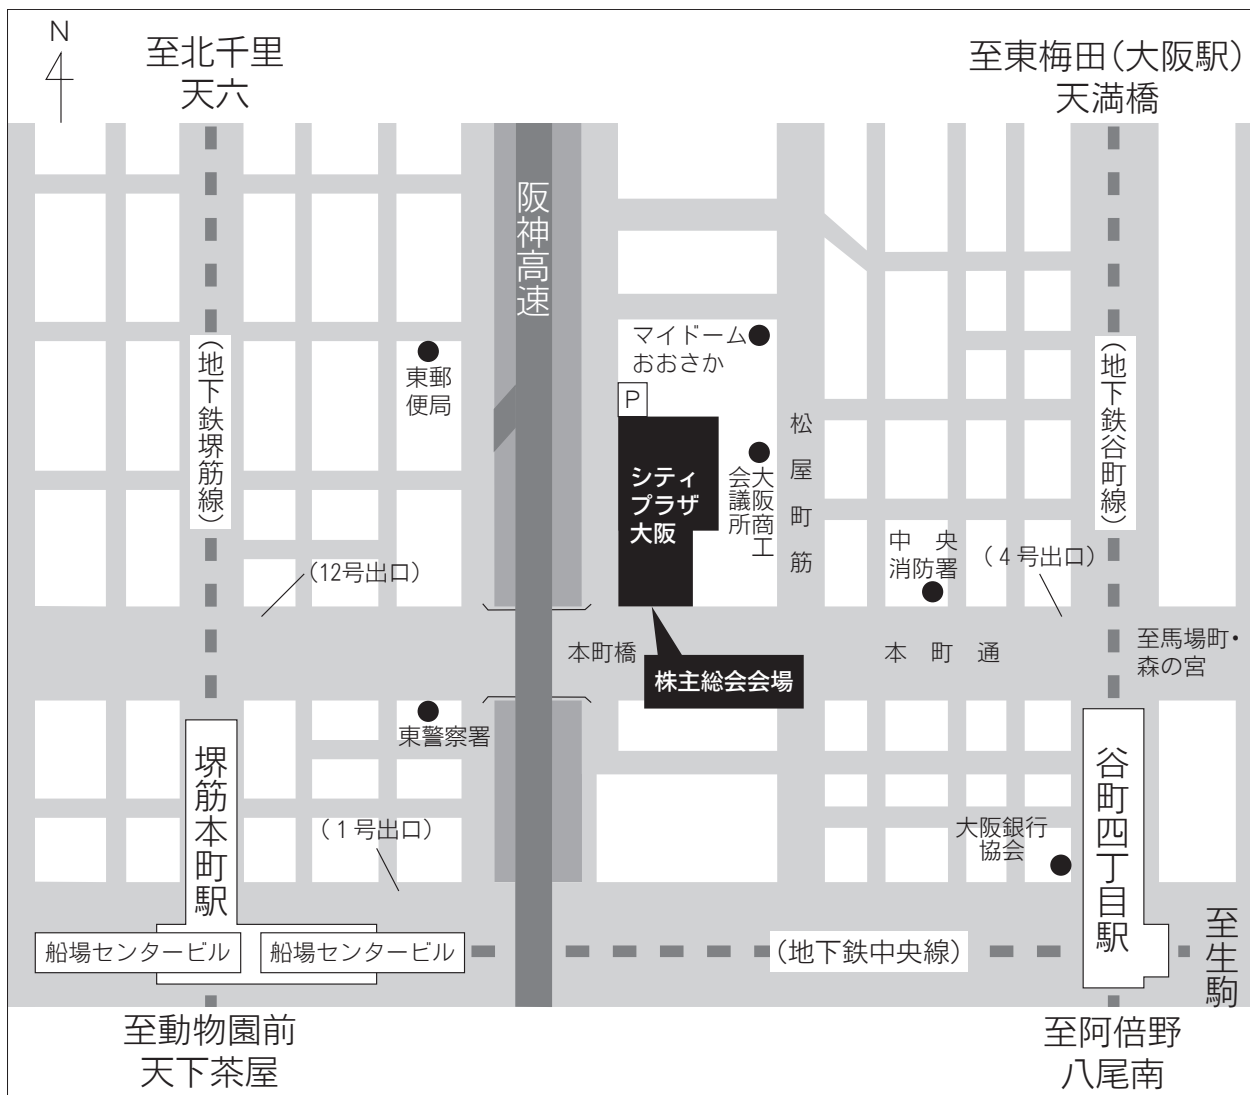 N
至北千里
天六
至東梅田(大阪駅)
天満橋
阪神高速
マイドーム
おおさか
東郵
便局
P
(地下鉄堺筋線)
(地下鉄谷町線)
シティ
プラザ
大阪
大阪商工
会議所
松屋町筋
中央
消防署
(4号出口)
(12号出口)
本町橋
本町通
至馬場町・
森の宮
株主総会会場
東警察署
堺筋本町駅
谷町四丁目駅
(1号出口)
大阪銀行
協会
船場センタービル
船場センタービル
(地下鉄中央線)
至生駒
至動物園前
天下茶屋
至阿倍野
八尾南